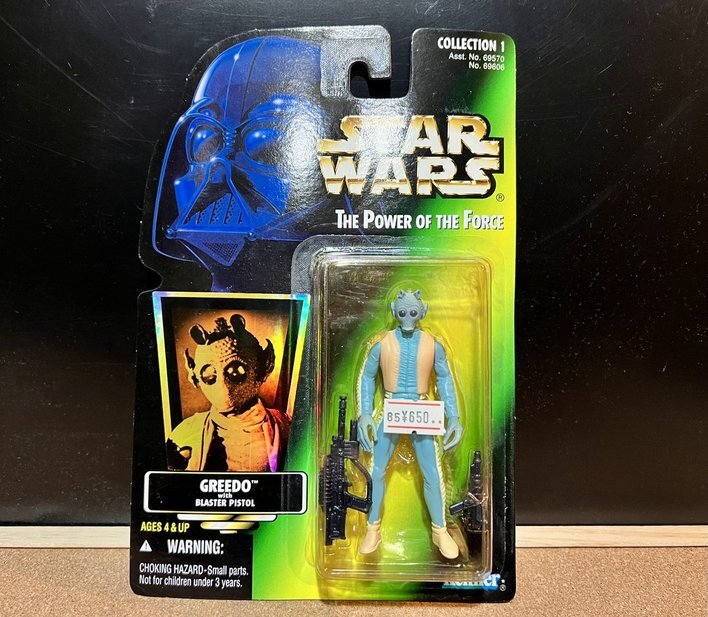 COLLECTION 1
Asst. No. 69570
No. 69606
STAR
WARS
®
THE POWER OF THE FORCE
85¥650..
GREEDO™
with
BLASTER PISTOL
AGES 4 & UP
⚠ WARNING:
CHOKING HAZARD-Small parts.
Not for children under 3 years.
Kenner®